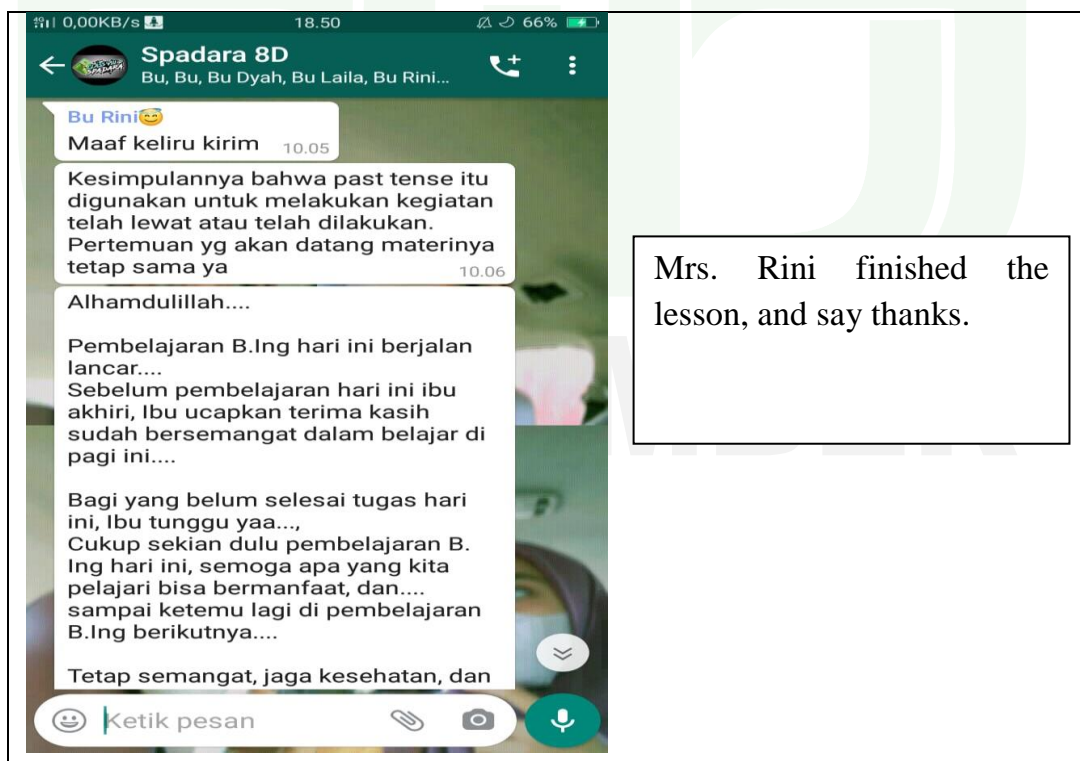 0,00KB/s 18.50 66%
Spadara 8D
Bu, Bu, Bu Dyah, Bu Laila, Bu Rini...
Bu Rini😇
Maaf keliru kirim 10.05
Kesimpulannya bahwa past tense itu
digunakan untuk melakukan kegiatan
telah lewat atau telah dilakukan.
Pertemuan yg akan datang materinya
tetap sama ya 10.06
Alhamdulillah....
Pembelajaran B.Ing hari ini berjalan
lancar....
Sebelum pembelajaran hari ini ibu
akhiri, Ibu ucapkan terima kasih
sudah bersemangat dalam belajar di
pagi ini....
Bagi yang belum selesai tugas hari
ini, Ibu tunggu yaa...,
Cukup sekian dulu pembelajaran B.
Ing hari ini, semoga apa yang kita
pelajari bisa bermanfaat, dan....
sampai ketemu lagi di pembelajaran
B.Ing berikutnya....
Tetap semangat, jaga kesehatan, dan
Ketik pesan
Mrs. Rini finished the
lesson, and say thanks.